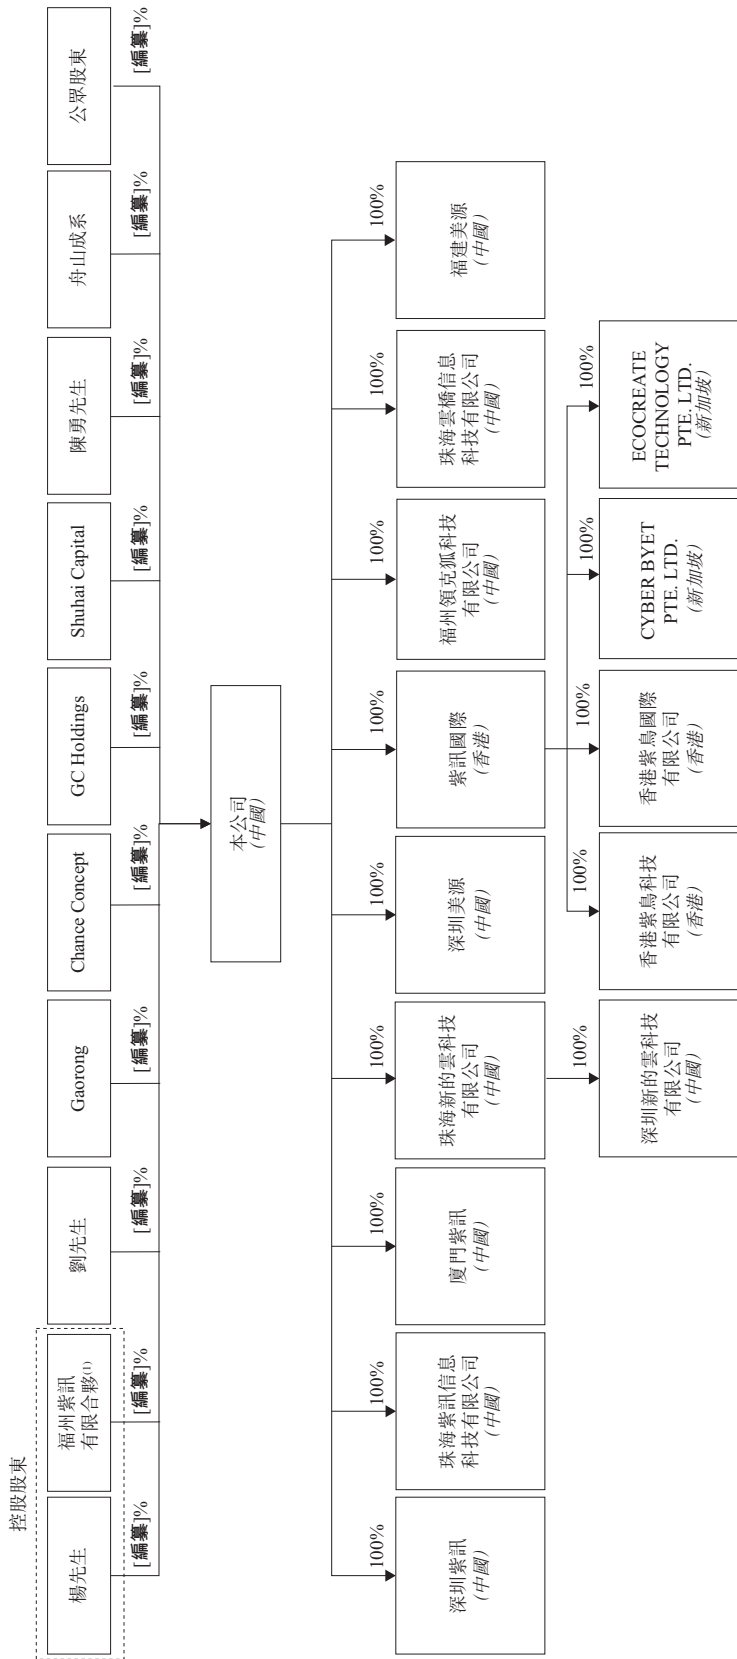 控股股東
楊先生
福州紫訊
有限合夥(1)
劉先生
Gaorong
Chance Concept
GC Holdings
Shuhai Capital
陳勇先生
舟山成系
公眾股東
[編纂]%
[編纂]%
[編纂]%
[編纂]%
[編纂]%
[編纂]%
[編纂]%
[編纂]%
[編纂]%
[編纂]%
本公司
(中國)
100%
100%
100%
100%
100%
100%
100%
100%
100%
深圳紫訊
(中國)
珠海紫訊信息
科技有限公司
(中國)
廈門紫訊
(中國)
珠海新的雲科技
有限公司
(中國)
深圳美源
(中國)
紫訊國際
(香港)
福州領克狐科技
有限公司
(中國)
珠海雲橋信息
科技有限公司
(中國)
福建美源
(中國)
100%
100%
100%
100%
100%
深圳新的雲科技
有限公司
(中國)
香港紫鳥科技
有限公司
(香港)
香港紫鳥國際
有限公司
(香港)
CYBER BYET
PTE. LTD.
(新加坡)
ECOCREATE
TECHNOLOGY
PTE. LTD.
(新加坡)